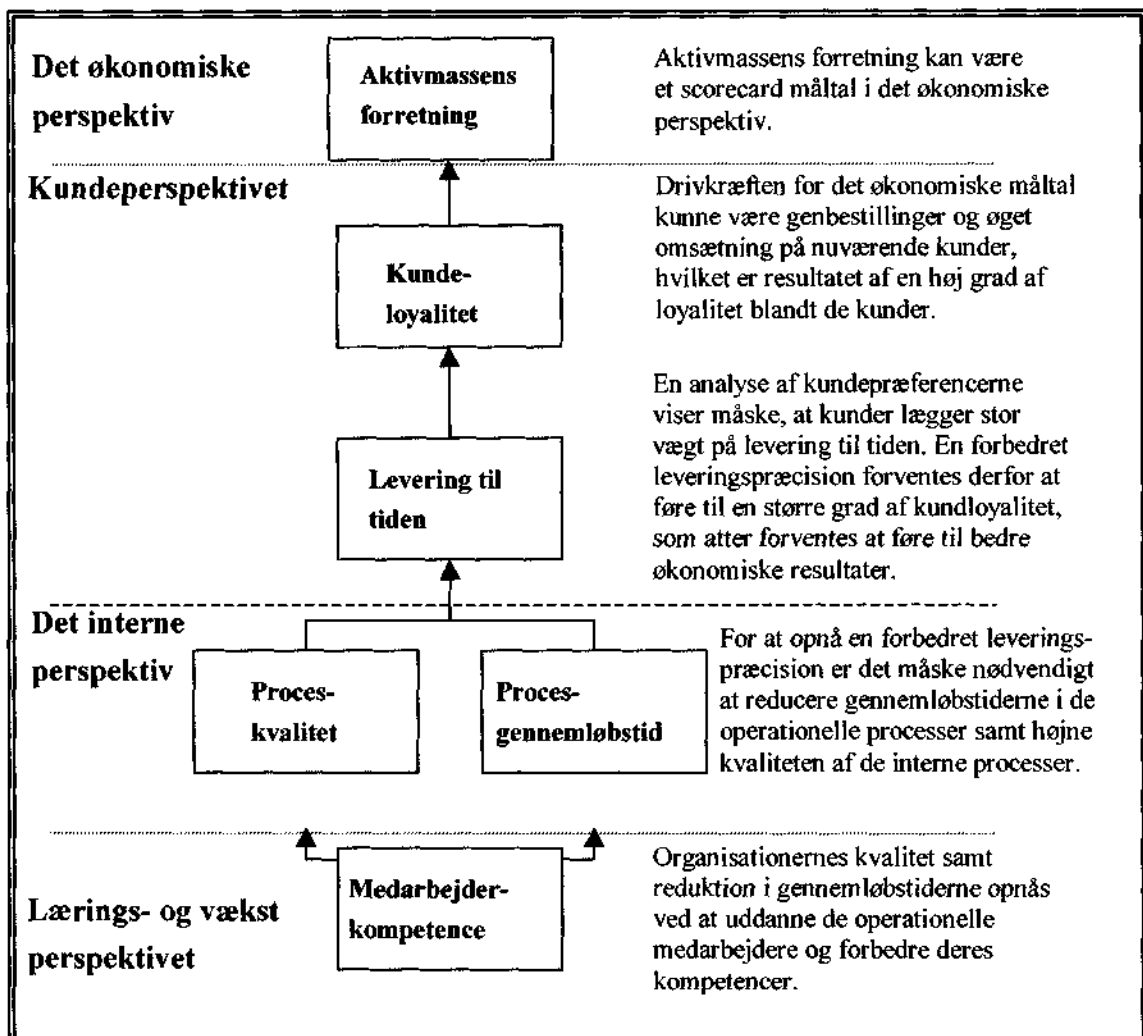 Det økonomiske
perspektiv
Aktivmassens
forretning
Aktivmassens forretning kan være
et scorecard måltal i det økonomiske
perspektiv.
Kundeperspektivet
Kunde-
loyalitet
Drivkræften for det økonomiske måltal
kunne være genbestillinger og øget
omsætning på nuværende kunder,
hvilket er resultatet af en høj grad af
loyalitet blandt de kunder.
Levering til
tiden
En analyse af kundepræferencerne
viser måske, at kunder lægger stor
vægt på levering til tiden. En forbedret
leveringspræcision forventes derfor at
føre til en større grad af kundloyalitet,
som atter forventes at føre til bedre
økonomiske resultater.
Det interne
perspektiv
Proces-
kvalitet
Proces-
gennemløbstid
For at opnå en forbedret leverings-
præcision er det måske nødvendigt
at reducere gennemløbstiderne i de
operationelle processer samt højne
kvaliteten af de interne processer.
Lærings- og vækst
perspektivet
Medarbejder-
kompetence
Organisationernes kvalitet samt
reduktion i gennemløbstiderne opnås
ved at uddanne de operationelle
medarbejdere og forbedre deres
kompetencer.